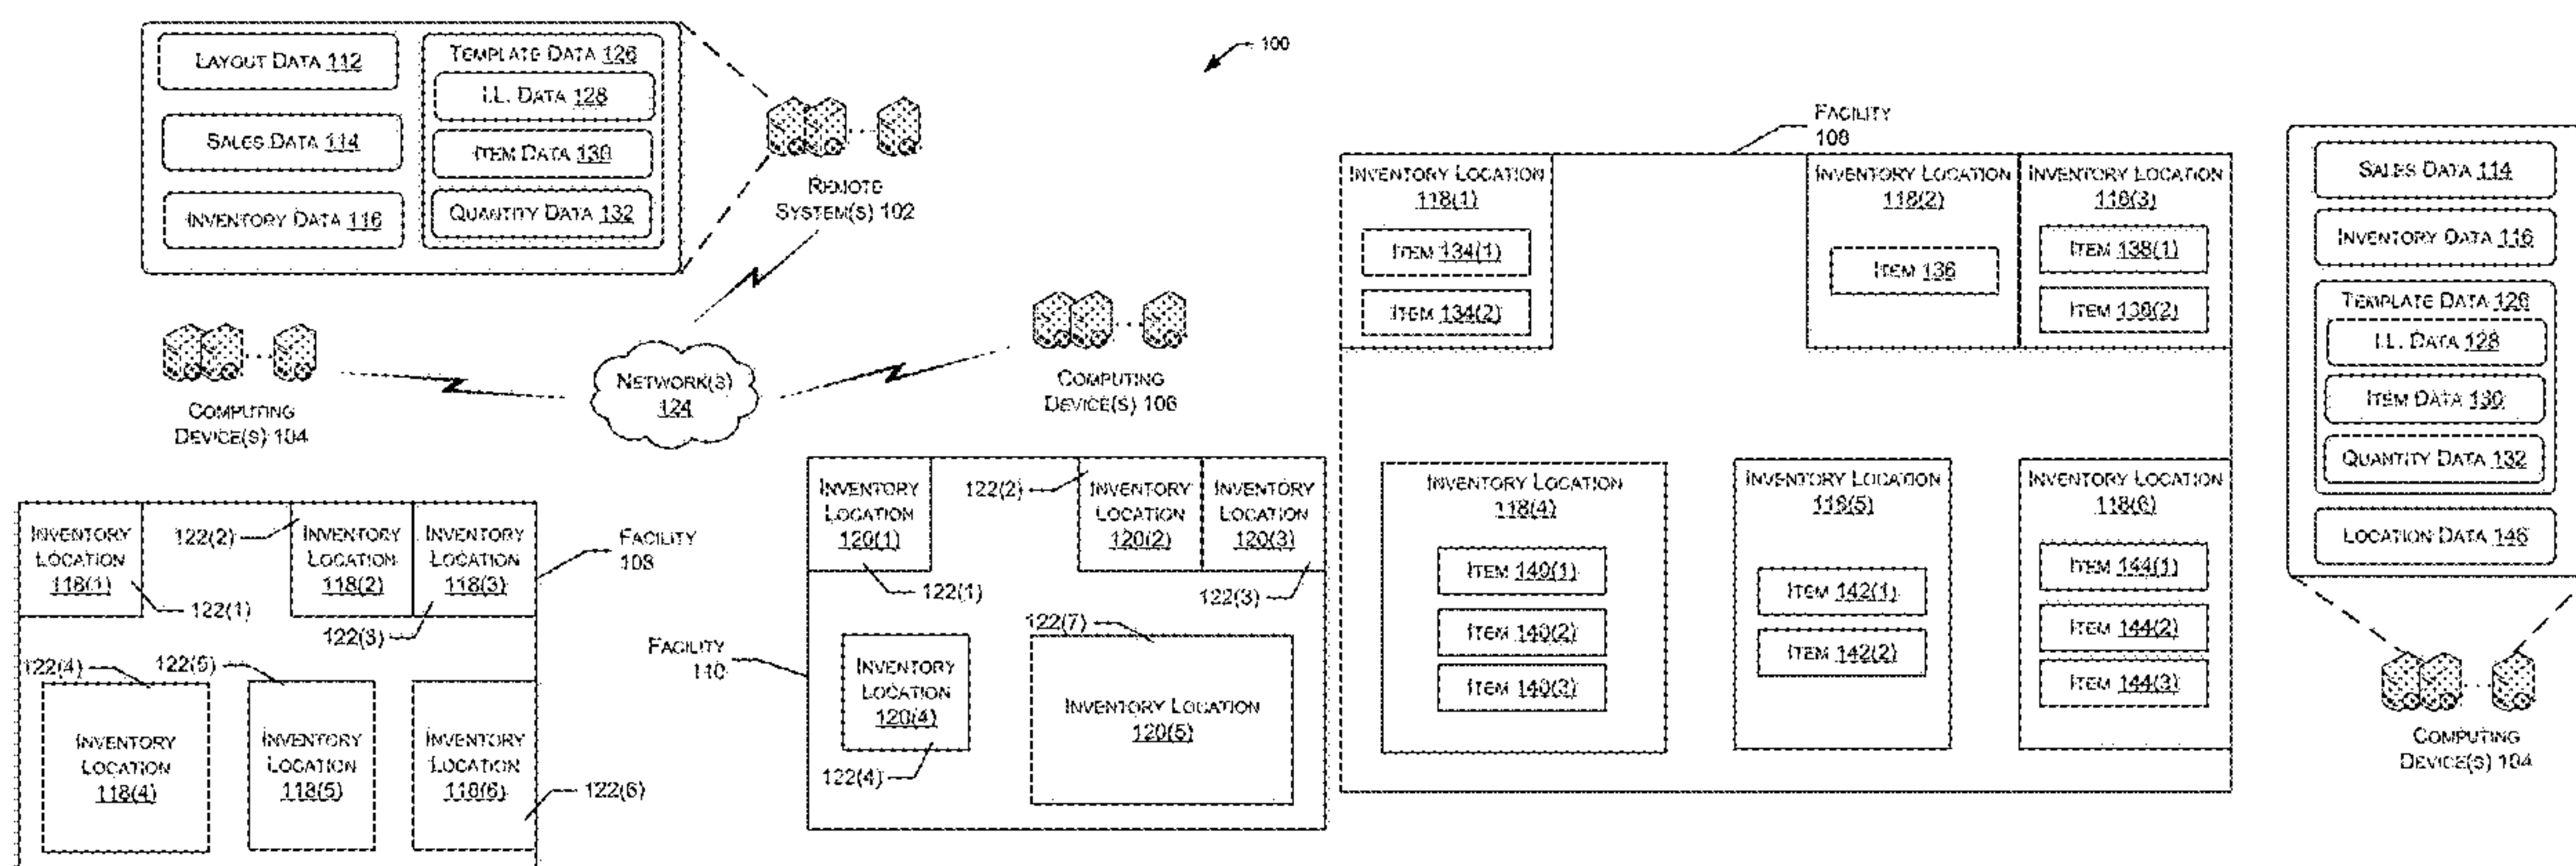 100
LAYOUT DATA 112
SALES DATA 114
INVENTORY DATA 116
TEMPLATE DATA 126
I.L. DATA 128
ITEM DATA 130
QUANTITY DATA 132
REMOTE
SYSTEM(S) 102
COMPUTING
DEVICE(S) 104
NETWORK(S)
124
COMPUTING
DEVICE(S) 106
INVENTORY
LOCATION
118(1)
122(1)
122(2)
INVENTORY
LOCATION
118(2)
INVENTORY
LOCATION
118(3)
122(3)
FACILITY
108
122(4)
INVENTORY
LOCATION
118(4)
122(5)
INVENTORY
LOCATION
118(5)
INVENTORY
LOCATION
118(6)
122(6)
INVENTORY
LOCATION
120(1)
122(1)
122(2)
INVENTORY
LOCATION
120(2)
INVENTORY
LOCATION
120(3)
122(3)
FACILITY
110
INVENTORY
LOCATION
120(4)
122(4)
122(7)
INVENTORY LOCATION
120(5)
FACILITY
108
INVENTORY LOCATION
118(1)
ITEM 134(1)
ITEM 134(2)
INVENTORY LOCATION
118(2)
ITEM 136
INVENTORY LOCATION
118(3)
ITEM 138(1)
ITEM 138(2)
INVENTORY LOCATION
118(4)
ITEM 140(1)
ITEM 140(2)
ITEM 140(3)
INVENTORY LOCATION
118(5)
ITEM 142(1)
ITEM 142(2)
INVENTORY LOCATION
118(6)
ITEM 144(1)
ITEM 144(2)
ITEM 144(3)
SALES DATA 114
INVENTORY DATA 116
TEMPLATE DATA 126
I.L. DATA 128
ITEM DATA 130
QUANTITY DATA 132
LOCATION DATA 146
COMPUTING
DEVICE(S) 104